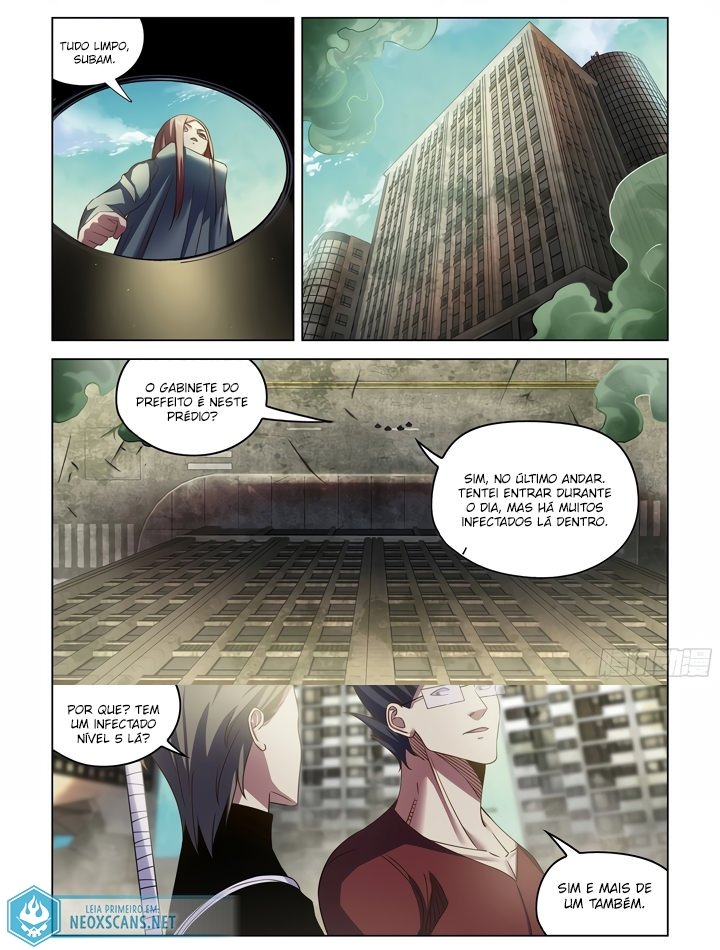 TUDO LIMPO,
SUBAM.
O GABINETE DO
PREFEITO É NESTE
PRÉDIO?
SIM, NO ÚLTIMO ANDAR.
TENTEI ENTRAR DURANTE
O DIA, MAS HÁ MUITOS
INFECTADOS LÁ DENTRO.
POR QUE? TEM
UM INFECTADO
NÍVEL 5 LÁ?
SIM E MAIS DE
UM TAMBÉM.
LEIA PRIMEIRO EM:
NEOXSCANS.NET